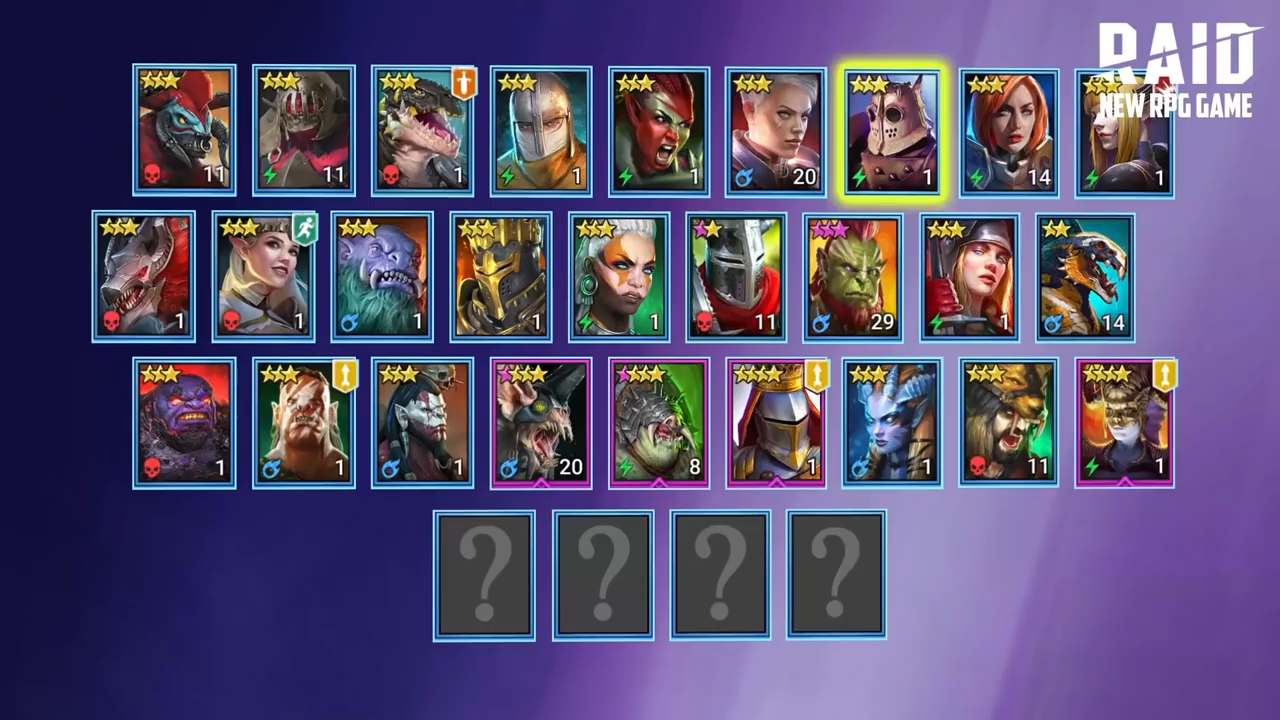 RAID
NEW RPG GAME
11 11 1 1 1 20 1 14 1
1 1 1 1 1 11 29 1 14
1 1 1 20 8 1 1 11 1
? ? ? ?